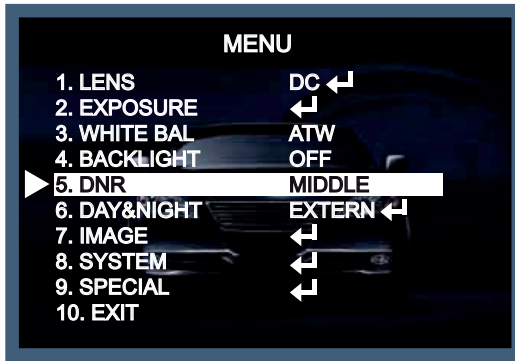 MENU
1. LENS DC ↵
2. EXPOSURE ↵
3. WHITE BAL ATW
4. BACKLIGHT OFF
5. DNR MIDDLE
6. DAY&NIGHT EXTERN ↵
7. IMAGE ↵
8. SYSTEM ↵
9. SPECIAL ↵
10. EXIT